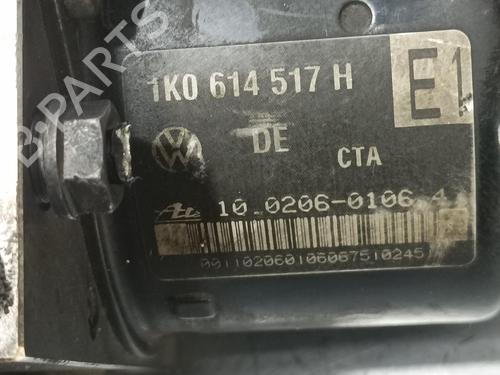 B-PARTS
1K0 614 517 H
E1
DE
CTA
10.0206-0106.4